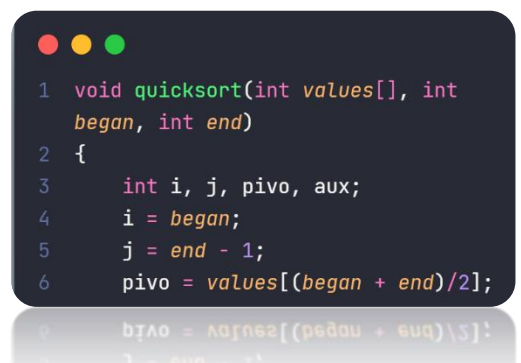 1 void quicksort(int values[], int
began, int end)
2 {
3 int i, j, pivo, aux;
4 i = began;
5 j = end - 1;
6 pivo = values[(began + end)/2];